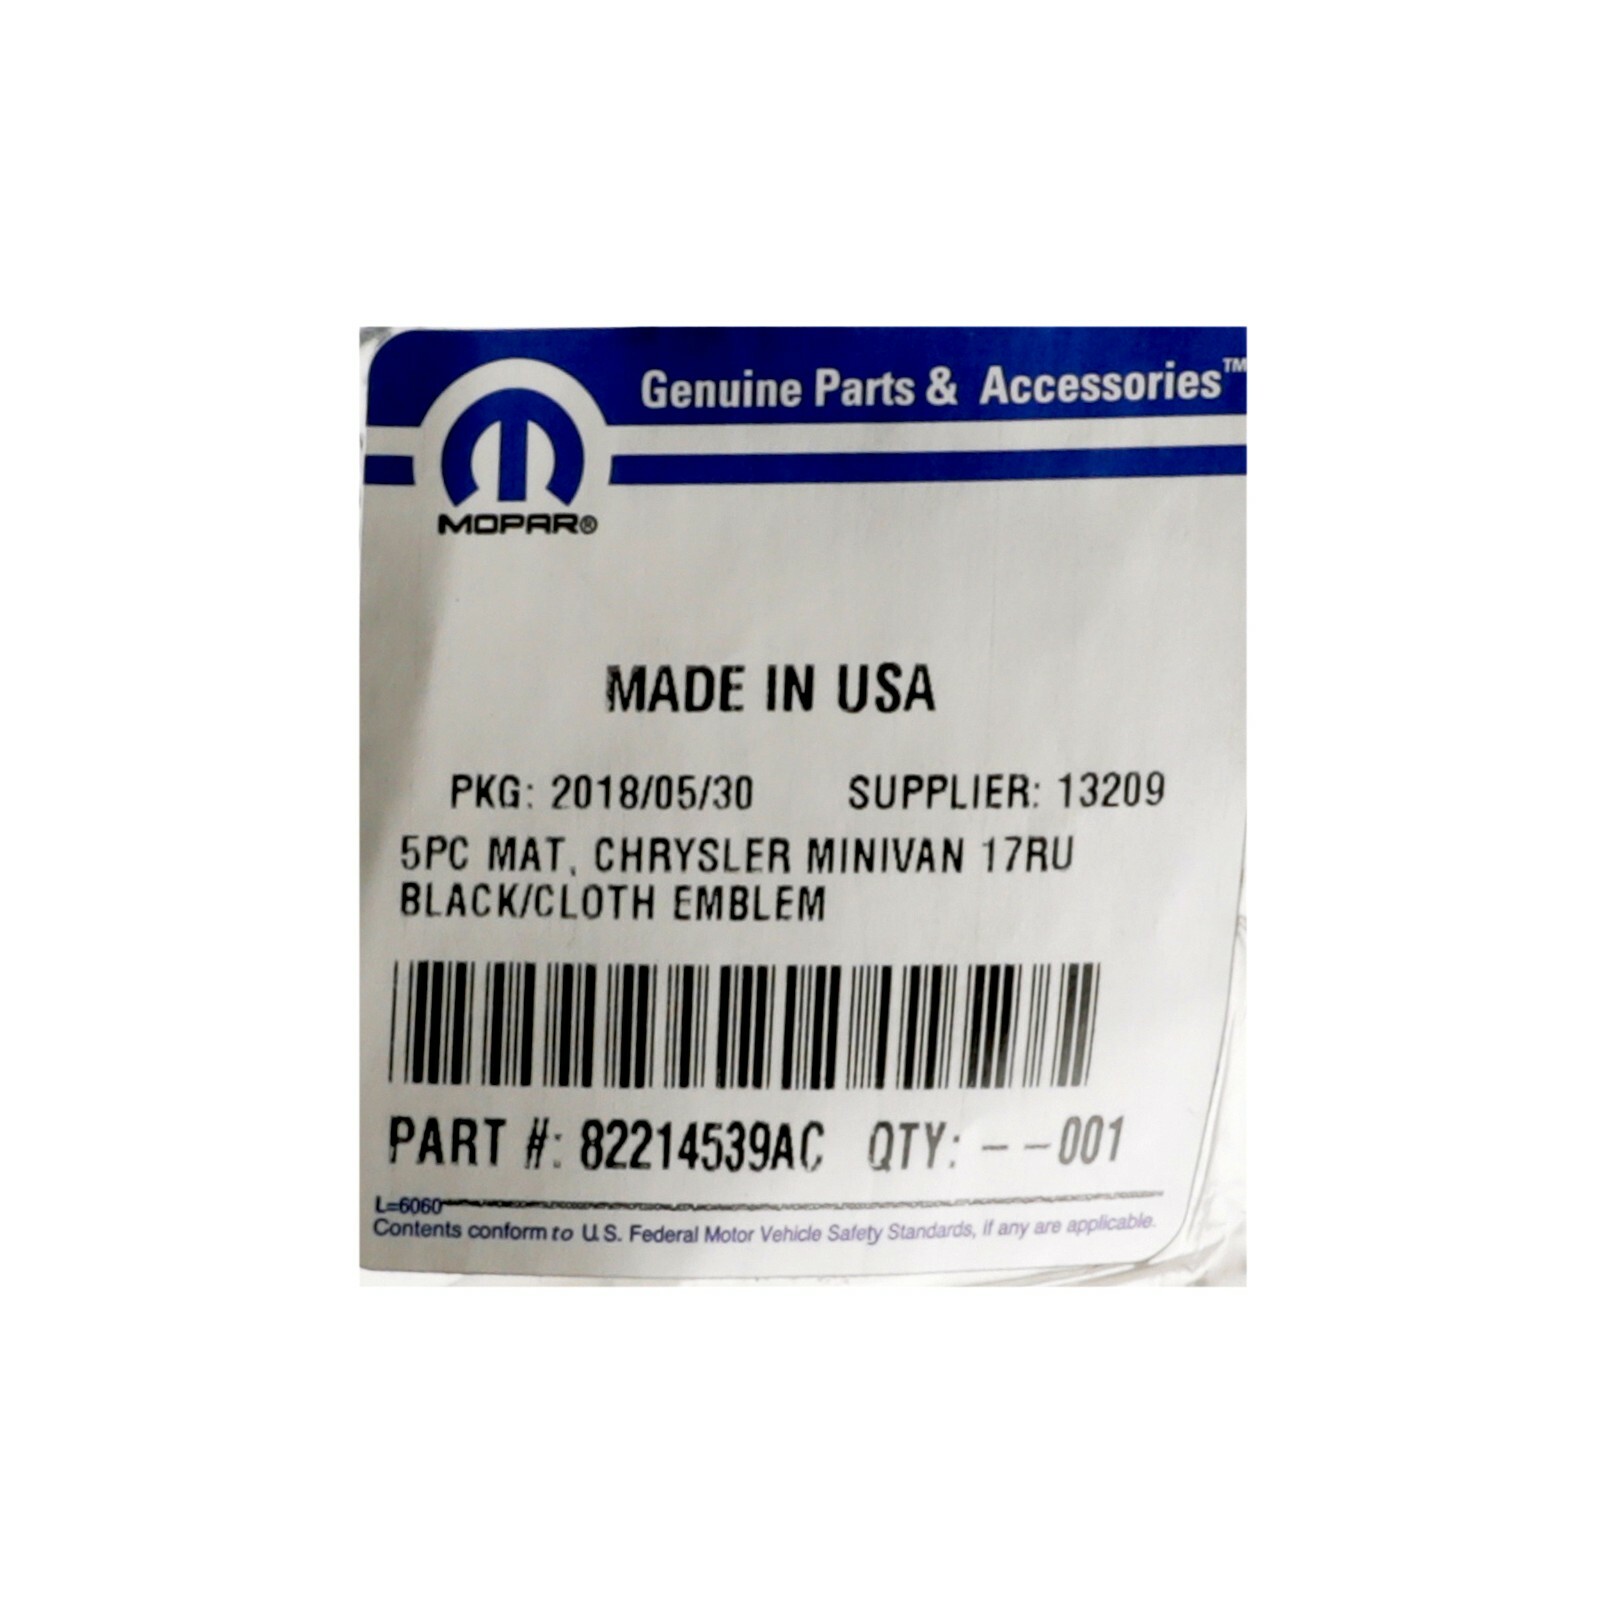 Genuine Parts & Accessories™
MOPAR®
MADE IN USA
PKG: 2018/05/30 SUPPLIER: 13209
5PC MAT, CHRYSLER MINIVAN 17RU
BLACK/CLOTH EMBLEM
PART #: 82214539AC QTY: --001
L=6060
Contents conform to U.S. Federal Motor Vehicle Safety Standards, if any are applicable.